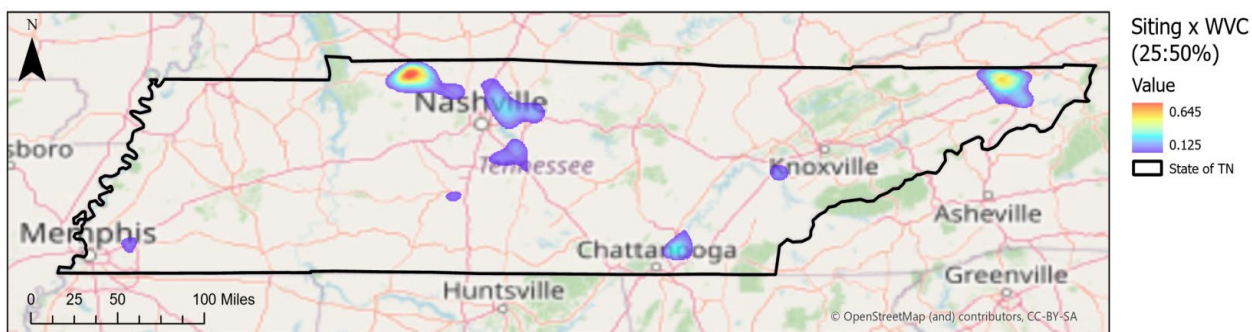 N
Nashville
Tennessee
sboro
Knoxville
Memphis
Asheville
Chattanooga
Greenville
Huntsville
0 25 50 100 Miles
© OpenStreetMap (and) contributors, CC-BY-SA
Siting x WVC
(25:50%)
Value
0.645
0.125
State of TN